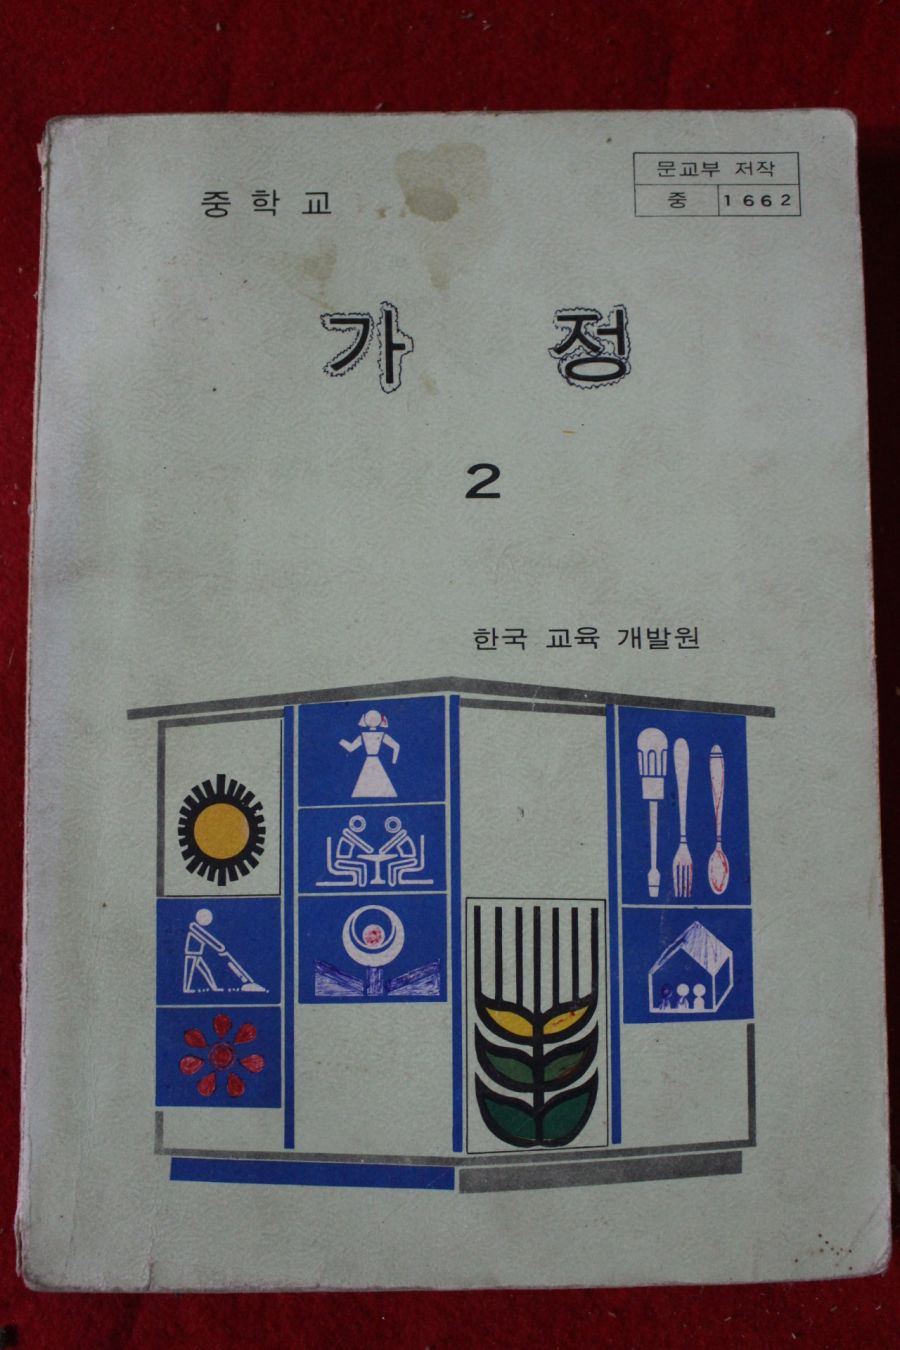 문교부 저작
중 1662
중학교
가정
2
한국 교육 개발원